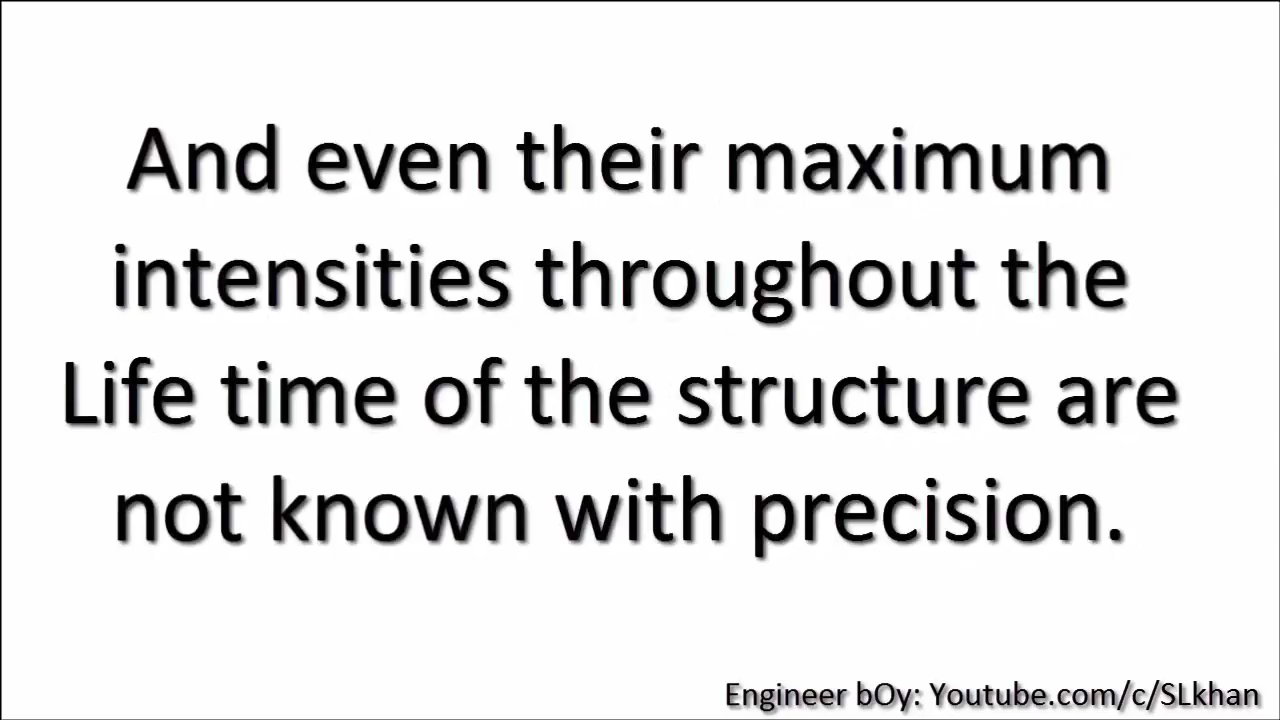 And even their maximum
intensities throughout the
Life time of the structure are
not known with precision.
Engineer bOy: Youtube.com/c/SLkhan